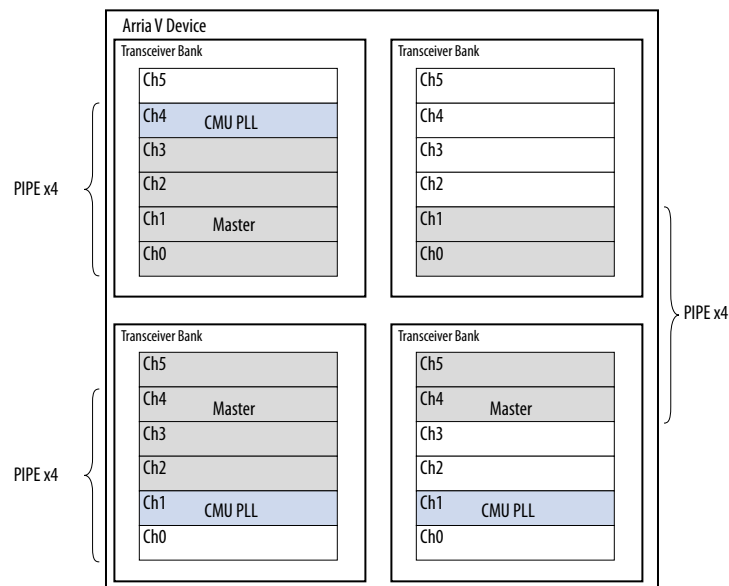 Arria V Device
Transceiver Bank
Ch5
Ch4 CMU PLL
Ch3
Ch2
Ch1 Master
Ch0
PIPE x4
Transceiver Bank
Ch5
Ch4
Ch3
Ch2
Ch1
Ch0
PIPE x4
Transceiver Bank
Ch5
Ch4 Master
Ch3
Ch2
Ch1 CMU PLL
Ch0
PIPE x4
Transceiver Bank
Ch5
Ch4 Master
Ch3
Ch2
Ch1 CMU PLL
Ch0